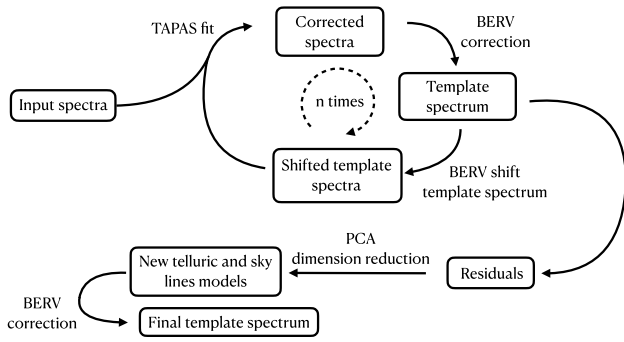 TAPAS fit
Corrected
spectra
BERV
correction
Input spectra
n times
Template
spectrum
Shifted template
spectra
BERV shift
template spectrum
PCA
dimension reduction
New telluric and sky
lines models
Residuals
BERV
correction
Final template spectrum